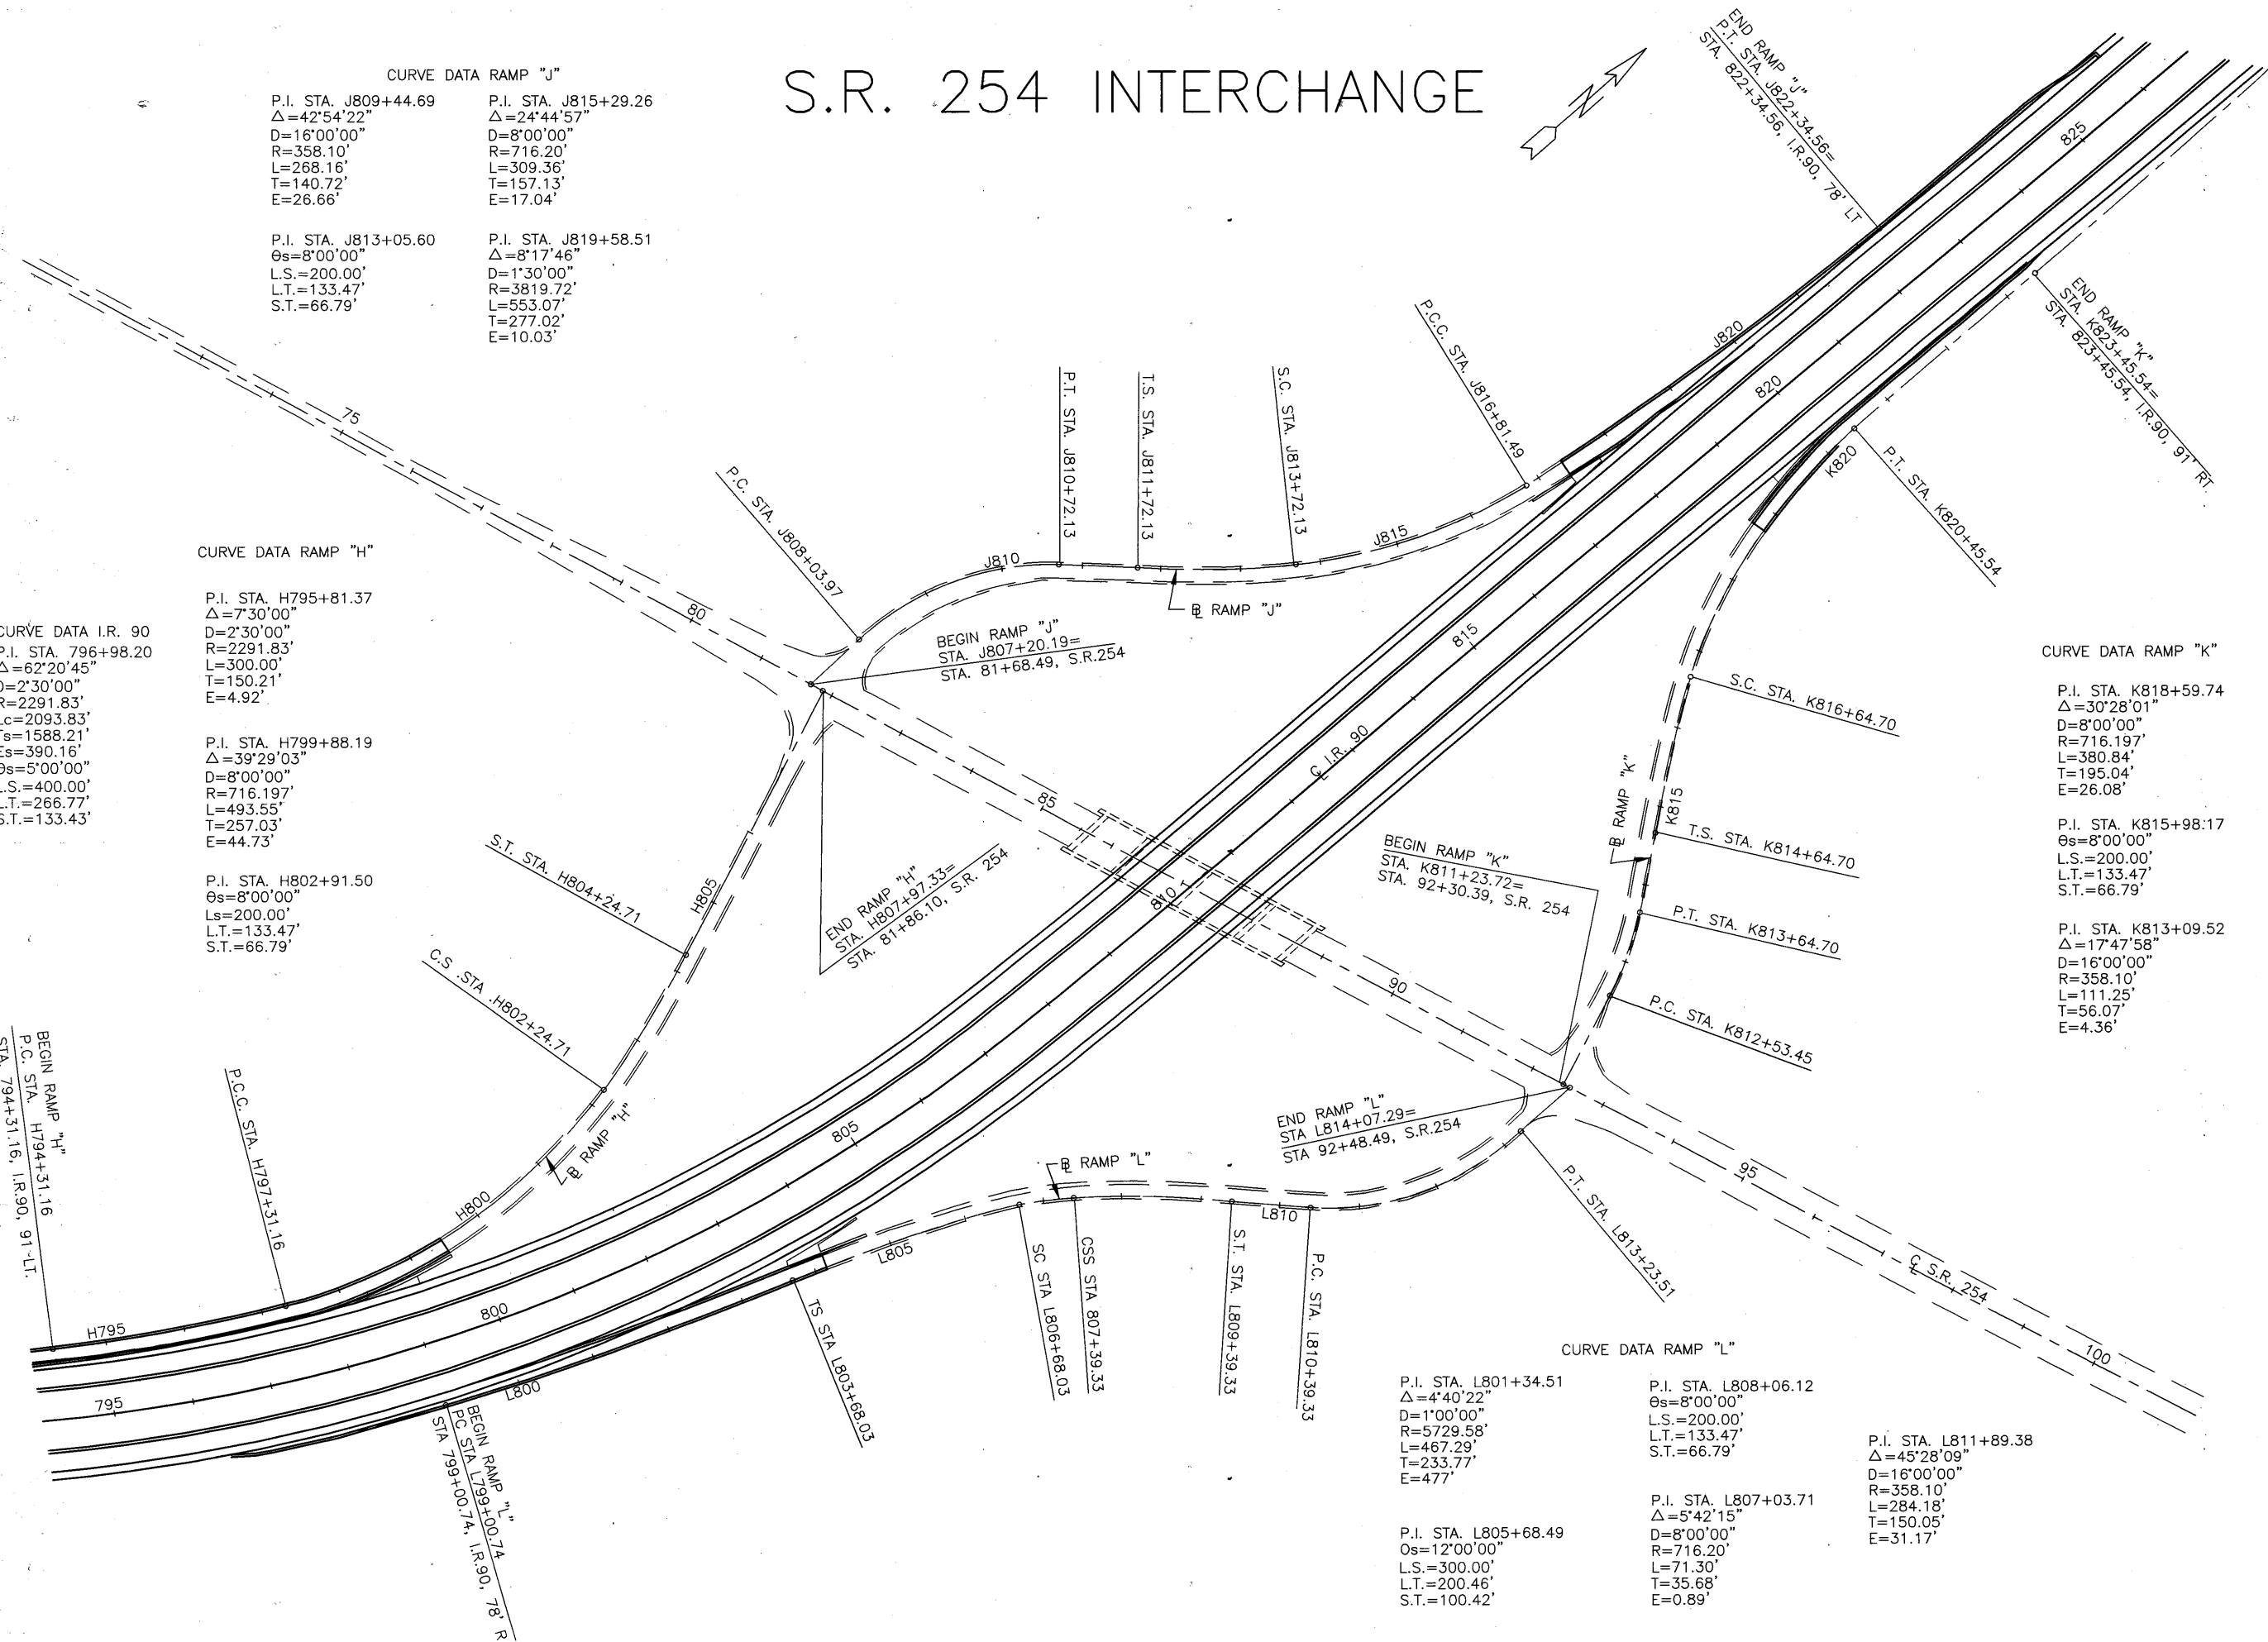 S.R. 254 INTERCHANGE
CURVE DATA RAMP "J"
P.I. STA. J809+44.69
Δ=42°54'22"
D=16°00'00"
R=358.10'
L=268.16'
T=140.72'
E=26.66'
P.I. STA. J815+29.26
Δ=24°44'57"
D=8°00'00"
R=716.20'
L=309.36'
T=157.13'
E=17.04'
P.I. STA. J813+05.60
θs=8°00'00"
L.S.=200.00'
L.T.=133.47'
S.T.=66.79'
P.I. STA. J819+58.51
Δ=8°17'46"
D=1°30'00"
R=3819.72'
L=553.07'
T=277.02'
E=10.03'
N
END RAMP "J"
P.T. STA. J822+34.56=
STA. 822+34.56, I.R.90, 78' LT
825
END RAMP "K"
STA. K823+45.54=
STA. 823+45.54, I.R.90, 91' RT
P.C.C. STA. J816+81.49
J820
820
K820
P.T. STA. K820+45.54
75
P.C. STA. J808+03.97
P.T. STA. J810+72.13
T.S. STA. J811+72.13
S.C. STA. J813+72.13
J810
J815
℄ RAMP "J"
80
BEGIN RAMP "J"
STA. J807+20.19=
STA. 81+68.49, S.R.254
815
CURVE DATA RAMP "H"
P.I. STA. H795+81.37
Δ=7°30'00"
D=2°30'00"
R=2291.83'
L=300.00'
T=150.21'
E=4.92'
P.I. STA. H799+88.19
Δ=39°29'03"
D=8°00'00"
R=716.197'
L=493.55'
T=257.03'
E=44.73'
P.I. STA. H802+91.50
θs=8°00'00"
Ls=200.00'
L.T.=133.47'
S.T.=66.79'
CURVE DATA I.R. 90
P.I. STA. 796+98.20
Δ=62°20'45"
D=2°30'00"
R=2291.83'
Lc=2093.83'
Ts=1588.21'
Es=390.16'
θs=5°00'00"
L.S.=400.00'
L.T.=266.77'
S.T.=133.43'
S.C. STA. K816+64.70
CURVE DATA RAMP "K"
P.I. STA. K818+59.74
Δ=30°28'01"
D=8°00'00"
R=716.197'
L=380.84'
T=195.04'
E=26.08'
P.I. STA. K815+98.17
θs=8°00'00"
L.S.=200.00'
L.T.=133.47'
S.T.=66.79'
P.I. STA. K813+09.52
Δ=17°47'58"
D=16°00'00"
R=358.10'
L=111.25'
T=56.07'
E=4.36'
℄ I.R. 90
℄ RAMP "K"
K815
T.S. STA. K814+64.70
P.T. STA. K813+64.70
P.C. STA. K812+53.45
85
810
BEGIN RAMP "K"
STA. K811+23.72=
STA. 92+30.39, S.R. 254
S.T. STA. H804+24.71
H805
END RAMP "H"
STA. H807+97.33=
STA. 81+86.10, S.R. 254
C.S .STA .H802+24.71
90
BEGIN RAMP "H"
P.C. STA. H794+31.16
STA. 794+31.16, I.R.90, 91'-LT.
P.C.C. STA. H797+31.16
℄ RAMP "H"
H800
805
END RAMP "L"
STA L814+07.29=
STA 92+48.49, S.R.254
℄ RAMP "L"
95
P.T. STA. L813+23.51
L810
L805
℄ S.R. 254
100
H795
795
800
L800
BEGIN RAMP "L"
PC STA L799+00.74
STA 799+00.74, I.R.90, 78' R
TS STA L803+68.03
SC STA L806+68.03
CSS STA 807+39.33
S.T. STA. L809+39.33
P.C. STA. L810+39.33
CURVE DATA RAMP "L"
P.I. STA. L801+34.51
Δ=4°40'22"
D=1°00'00"
R=5729.58'
L=467.29'
T=233.77'
E=477'
P.I. STA. L808+06.12
θs=8°00'00"
L.S.=200.00'
L.T.=133.47'
S.T.=66.79'
P.I. STA. L811+89.38
Δ=45°28'09"
D=16°00'00"
R=358.10'
L=284.18'
T=150.05'
E=31.17'
P.I. STA. L805+68.49
Os=12°00'00"
L.S.=300.00'
L.T.=200.46'
S.T.=100.42'
P.I. STA. L807+03.71
Δ=5°42'15"
D=8°00'00"
R=716.20'
L=71.30'
T=35.68'
E=0.89'